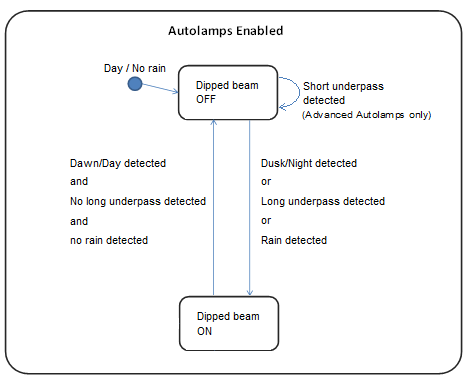 Autolamps Enabled
Day / No rain
Dipped beam
OFF
Short underpass
detected
(Advanced Autolamps only)
Dawn/Day detected
and
No long underpass detected
and
no rain detected
Dusk/Night detected
or
Long underpass detected
or
Rain detected
Dipped beam
ON